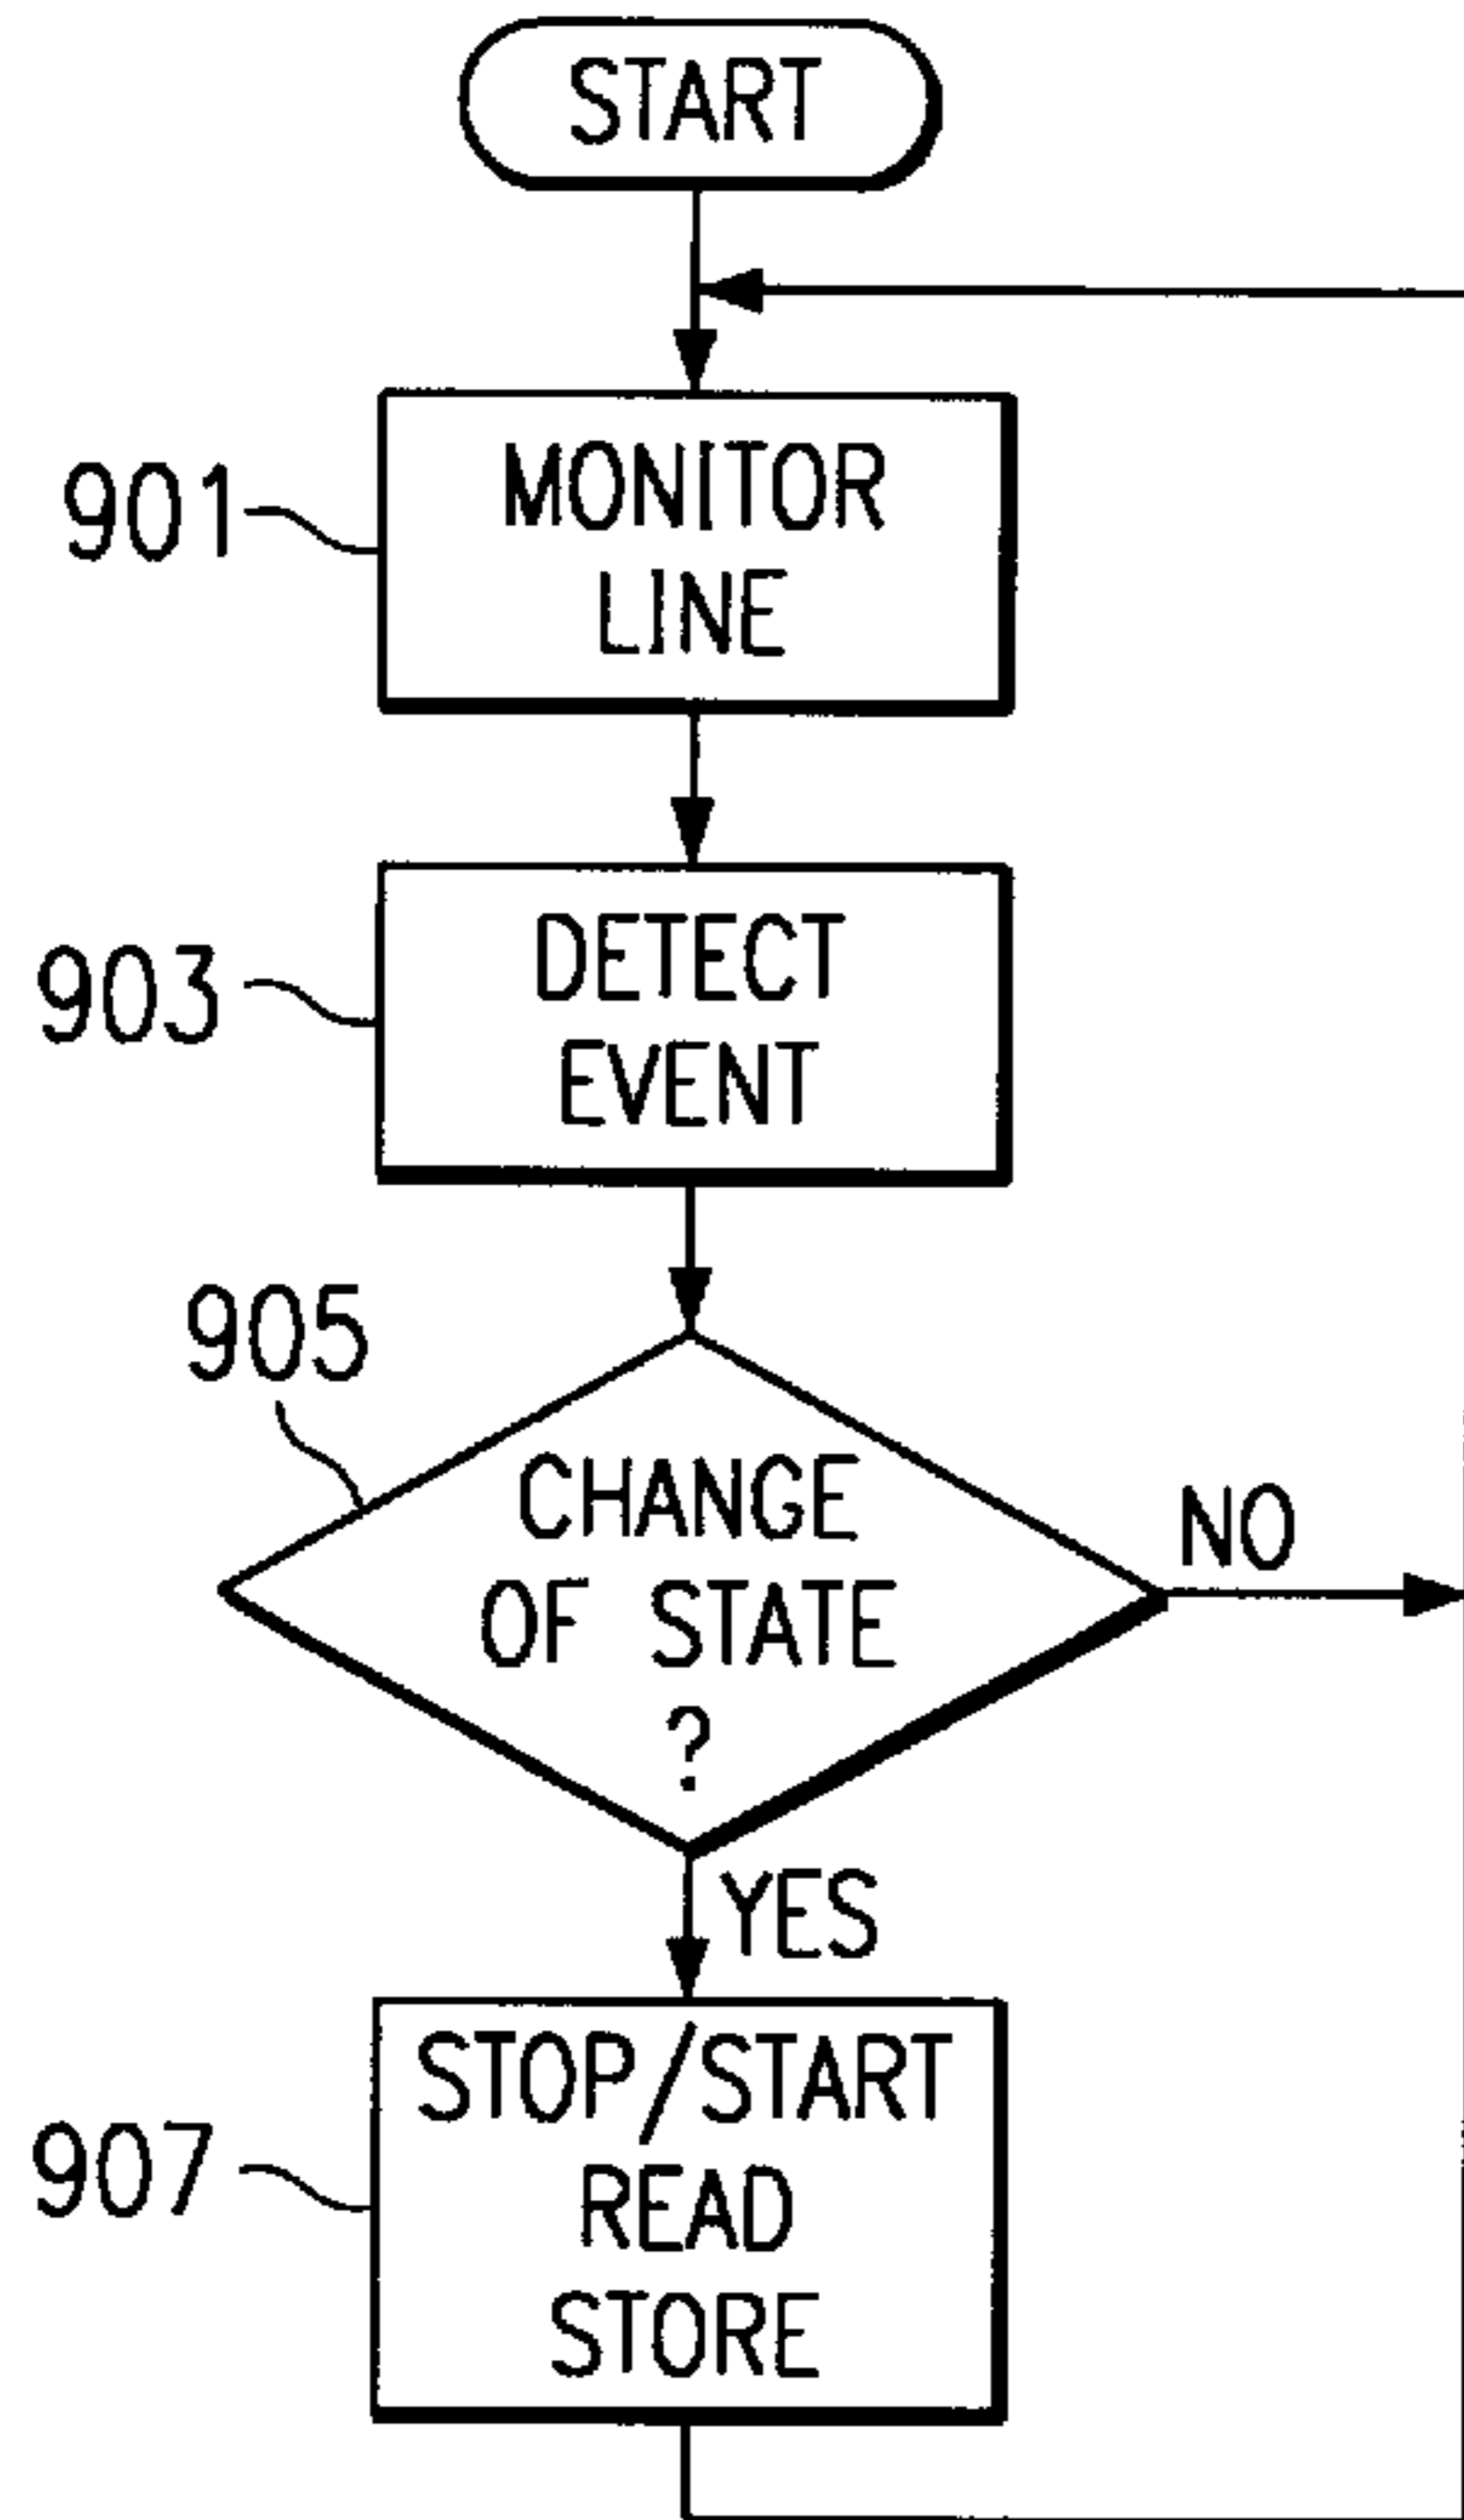 START
901
MONITOR
LINE
903
DETECT
EVENT
905
CHANGE
OF STATE
?
NO
YES
907
STOP/START
READ
STORE